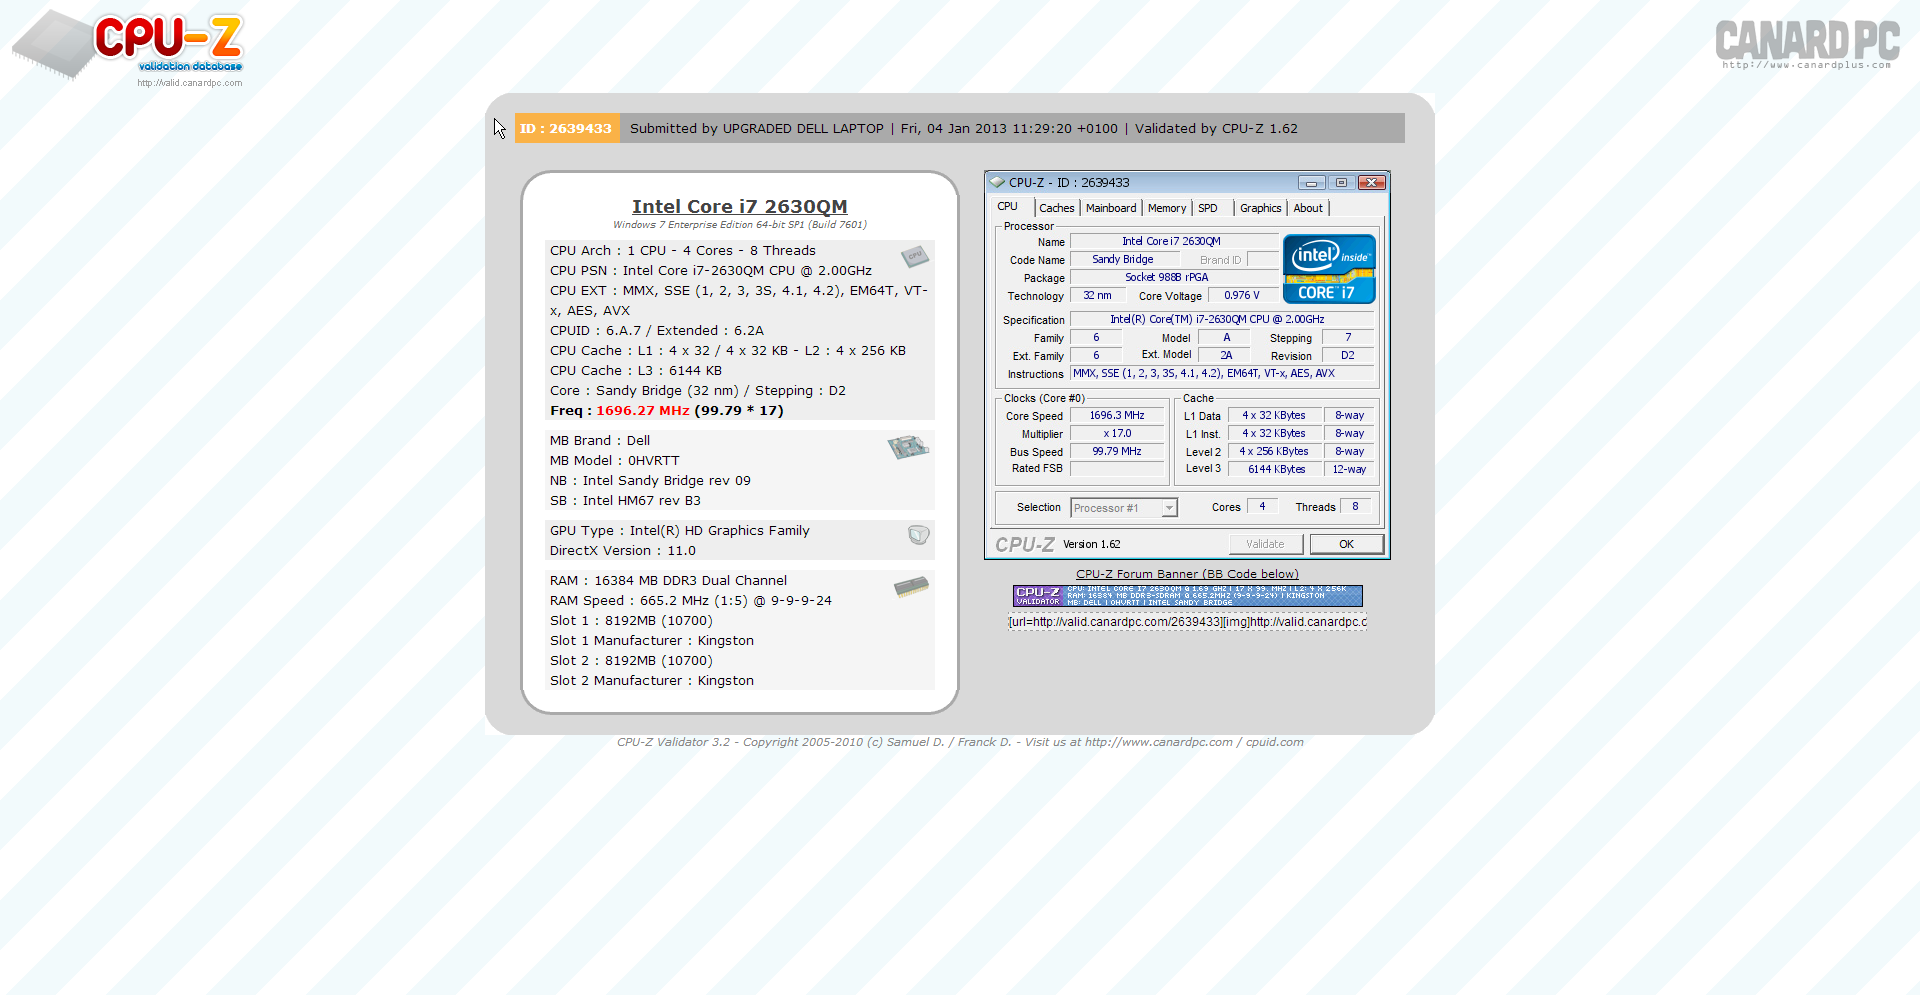 CPU-Z
validation database
http://valid.canardpc.com
CANARD PC
http://www.canardplus.com
ID : 2639433
Submitted by UPGRADED DELL LAPTOP | Fri, 04 Jan 2013 11:29:20 +0100 | Validated by CPU-Z 1.62
Intel Core i7 2630QM
Windows 7 Enterprise Edition 64-bit SP1 (Build 7601)
CPU Arch : 1 CPU - 4 Cores - 8 Threads
CPU PSN : Intel Core i7-2630QM CPU @ 2.00GHz
CPU EXT : MMX, SSE (1, 2, 3, 3S, 4.1, 4.2), EM64T, VT-
x, AES, AVX
CPUID : 6.A.7 / Extended : 6.2A
CPU Cache : L1 : 4 x 32 / 4 x 32 KB - L2 : 4 x 256 KB
CPU Cache : L3 : 6144 KB
Core : Sandy Bridge (32 nm) / Stepping : D2
Freq : 1696.27 MHz (99.79 * 17)
CPU
MB Brand : Dell
MB Model : 0HVRTT
NB : Intel Sandy Bridge rev 09
SB : Intel HM67 rev B3
GPU Type : Intel(R) HD Graphics Family
DirectX Version : 11.0
RAM : 16384 MB DDR3 Dual Channel
RAM Speed : 665.2 MHz (1:5) @ 9-9-9-24
Slot 1 : 8192MB (10700)
Slot 1 Manufacturer : Kingston
Slot 2 : 8192MB (10700)
Slot 2 Manufacturer : Kingston
CPU-Z - ID : 2639433
CPU Caches Mainboard Memory SPD Graphics About
Processor
Name Intel Core i7 2630QM
Code Name Sandy Bridge Brand ID
Package Socket 988B rPGA
Technology 32 nm Core Voltage 0.976 V
intel inside™
CORE™ i7
Specification Intel(R) Core(TM) i7-2630QM CPU @ 2.00GHz
Family 6 Model A Stepping 7
Ext. Family 6 Ext. Model 2A Revision D2
Instructions MMX, SSE (1, 2, 3, 3S, 4.1, 4.2), EM64T, VT-x, AES, AVX
Clocks (Core #0)
Core Speed 1696.3 MHz
Multiplier x 17.0
Bus Speed 99.79 MHz
Rated FSB
Cache
L1 Data 4 x 32 KBytes 8-way
L1 Inst. 4 x 32 KBytes 8-way
Level 2 4 x 256 KBytes 8-way
Level 3 6144 KBytes 12-way
Selection Processor #1 Cores 4 Threads 8
CPU-Z Version 1.62 Validate OK
CPU-Z Forum Banner (BB Code below)
CPU-Z
VALIDATOR
CPU: INTEL CORE I7 2630QM @ 1.69 GHZ | 17 X 99. MHZ | L2: 4 X 256K
RAM: 16384 MB DDR3-SDRAM @ 665.2MHZ (9-9-9-24) | KINGSTON
MB: DELL | 0HVRTT | INTEL SANDY BRIDGE
[url=http://valid.canardpc.com/2639433][img]http://valid.canardpc.c
CPU-Z Validator 3.2 - Copyright 2005-2010 (c) Samuel D. / Franck D. - Visit us at http://www.canardpc.com / cpuid.com